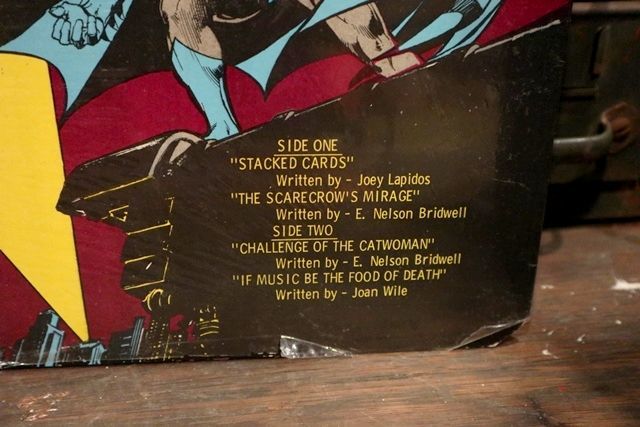 SIDE ONE
"STACKED CARDS"
Written by - Joey Lapidos
"THE SCARECROW'S MIRAGE"
Written by - E. Nelson Bridwell
SIDE TWO
"CHALLENGE OF THE CATWOMAN"
Written by - E. Nelson Bridwell
"IF MUSIC BE THE FOOD OF DEATH"
Written by - Joan Wile